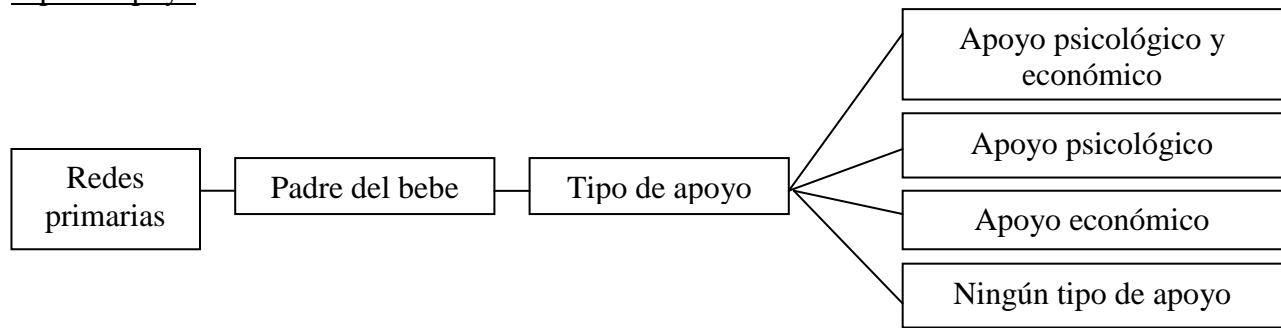 Redes
primarias
Padre del bebe
Tipo de apoyo
Apoyo psicológico y
económico
Apoyo psicológico
Apoyo económico
Ningún tipo de apoyo